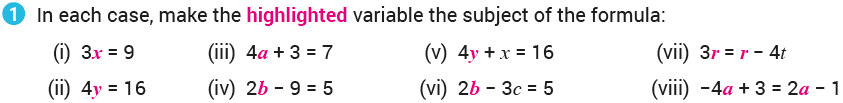 1 In each case, make the highlighted variable the subject of the formula:
(i) 3x = 9 (iii) 4a + 3 = 7 (v) 4y + x = 16 (vii) 3r = r − 4t
(ii) 4y = 16 (iv) 2b − 9 = 5 (vi) 2b − 3c = 5 (viii) −4a + 3 = 2a − 1